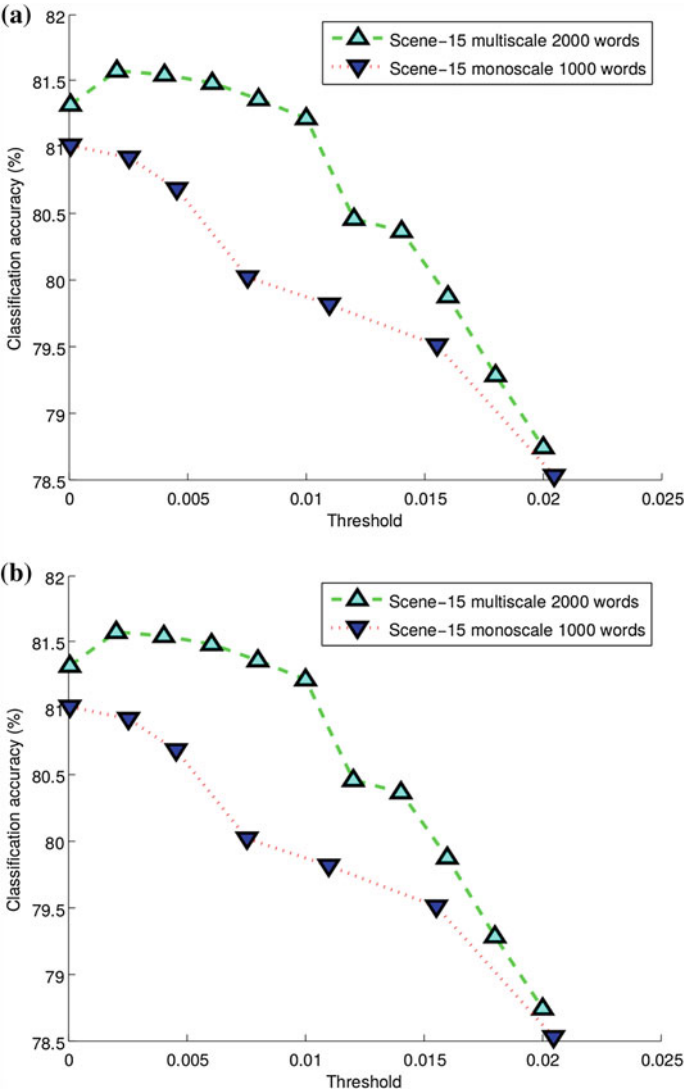 (a)
82
81.5
81
80.5
80
79.5
79
78.5
Classification accuracy (%)
Scene-15 multiscale 2000 words
Scene-15 monoscale 1000 words
0 0.005 0.01 0.015 0.02 0.025
Threshold
(b)
82
81.5
81
80.5
80
79.5
79
78.5
Classification accuracy (%)
Scene-15 multiscale 2000 words
Scene-15 monoscale 1000 words
0 0.005 0.01 0.015 0.02 0.025
Threshold